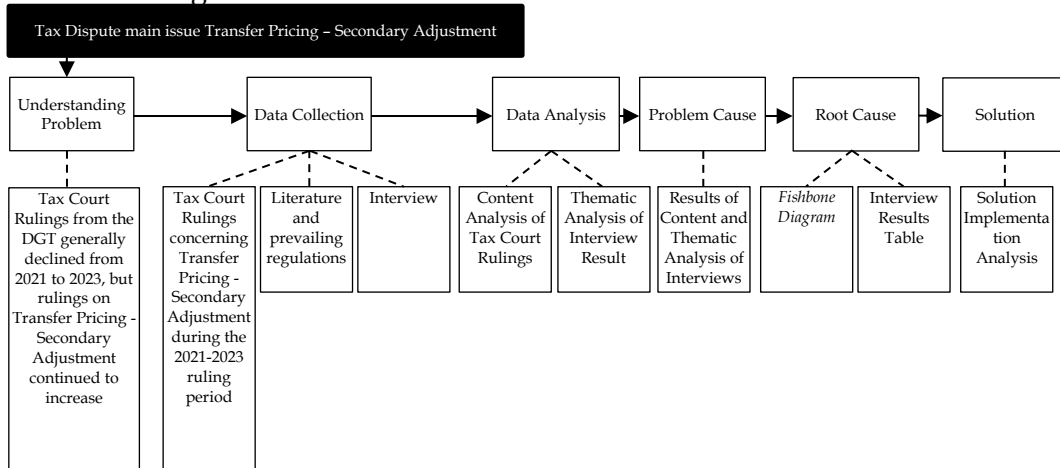 Tax Dispute main issue Transfer Pricing – Secondary Adjustment
Understanding
Problem
Data Collection
Data Analysis
Problem Cause
Root Cause
Solution
Tax Court
Rulings from the
DGT generally
declined from
2021 to 2023, but
rulings on
Transfer Pricing -
Secondary
Adjustment
continued to
increase
Tax Court
Rulings
concerning
Transfer
Pricing -
Secondary
Adjustment
during the
2021-2023
ruling
period
Literature
and
prevailing
regulations
Interview
Content
Analysis of
Tax Court
Rulings
Thematic
Analysis of
Interview
Result
Results of
Content and
Thematic
Analysis of
Interviews
Fishbone
Diagram
Interview
Results
Table
Solution
Implementa
tion
Analysis